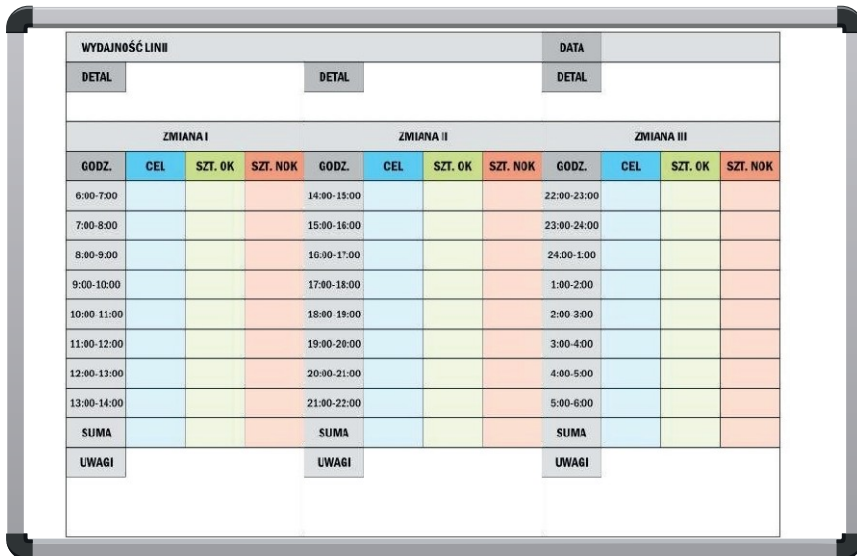 WYDAJNOŚĆ LINII DATA
DETAL DETAL DETAL
ZMIANA I ZMIANA II ZMIANA III
GODZ. CEL SZT. OK SZT. NOK GODZ. CEL SZT. OK SZT. NOK GODZ. CEL SZT. OK SZT. NOK
6:00-7:00 14:00-15:00 22:00-23:00
7:00-8:00 15:00-16:00 23:00-24:00
8:00-9:00 16:00-17:00 24:00-1:00
9:00-10:00 17:00-18:00 1:00-2:00
10:00-11:00 18:00-19:00 2:00-3:00
11:00-12:00 19:00-20:00 3:00-4:00
12:00-13:00 20:00-21:00 4:00-5:00
13:00-14:00 21:00-22:00 5:00-6:00
SUMA SUMA SUMA
UWAGI UWAGI UWAGI